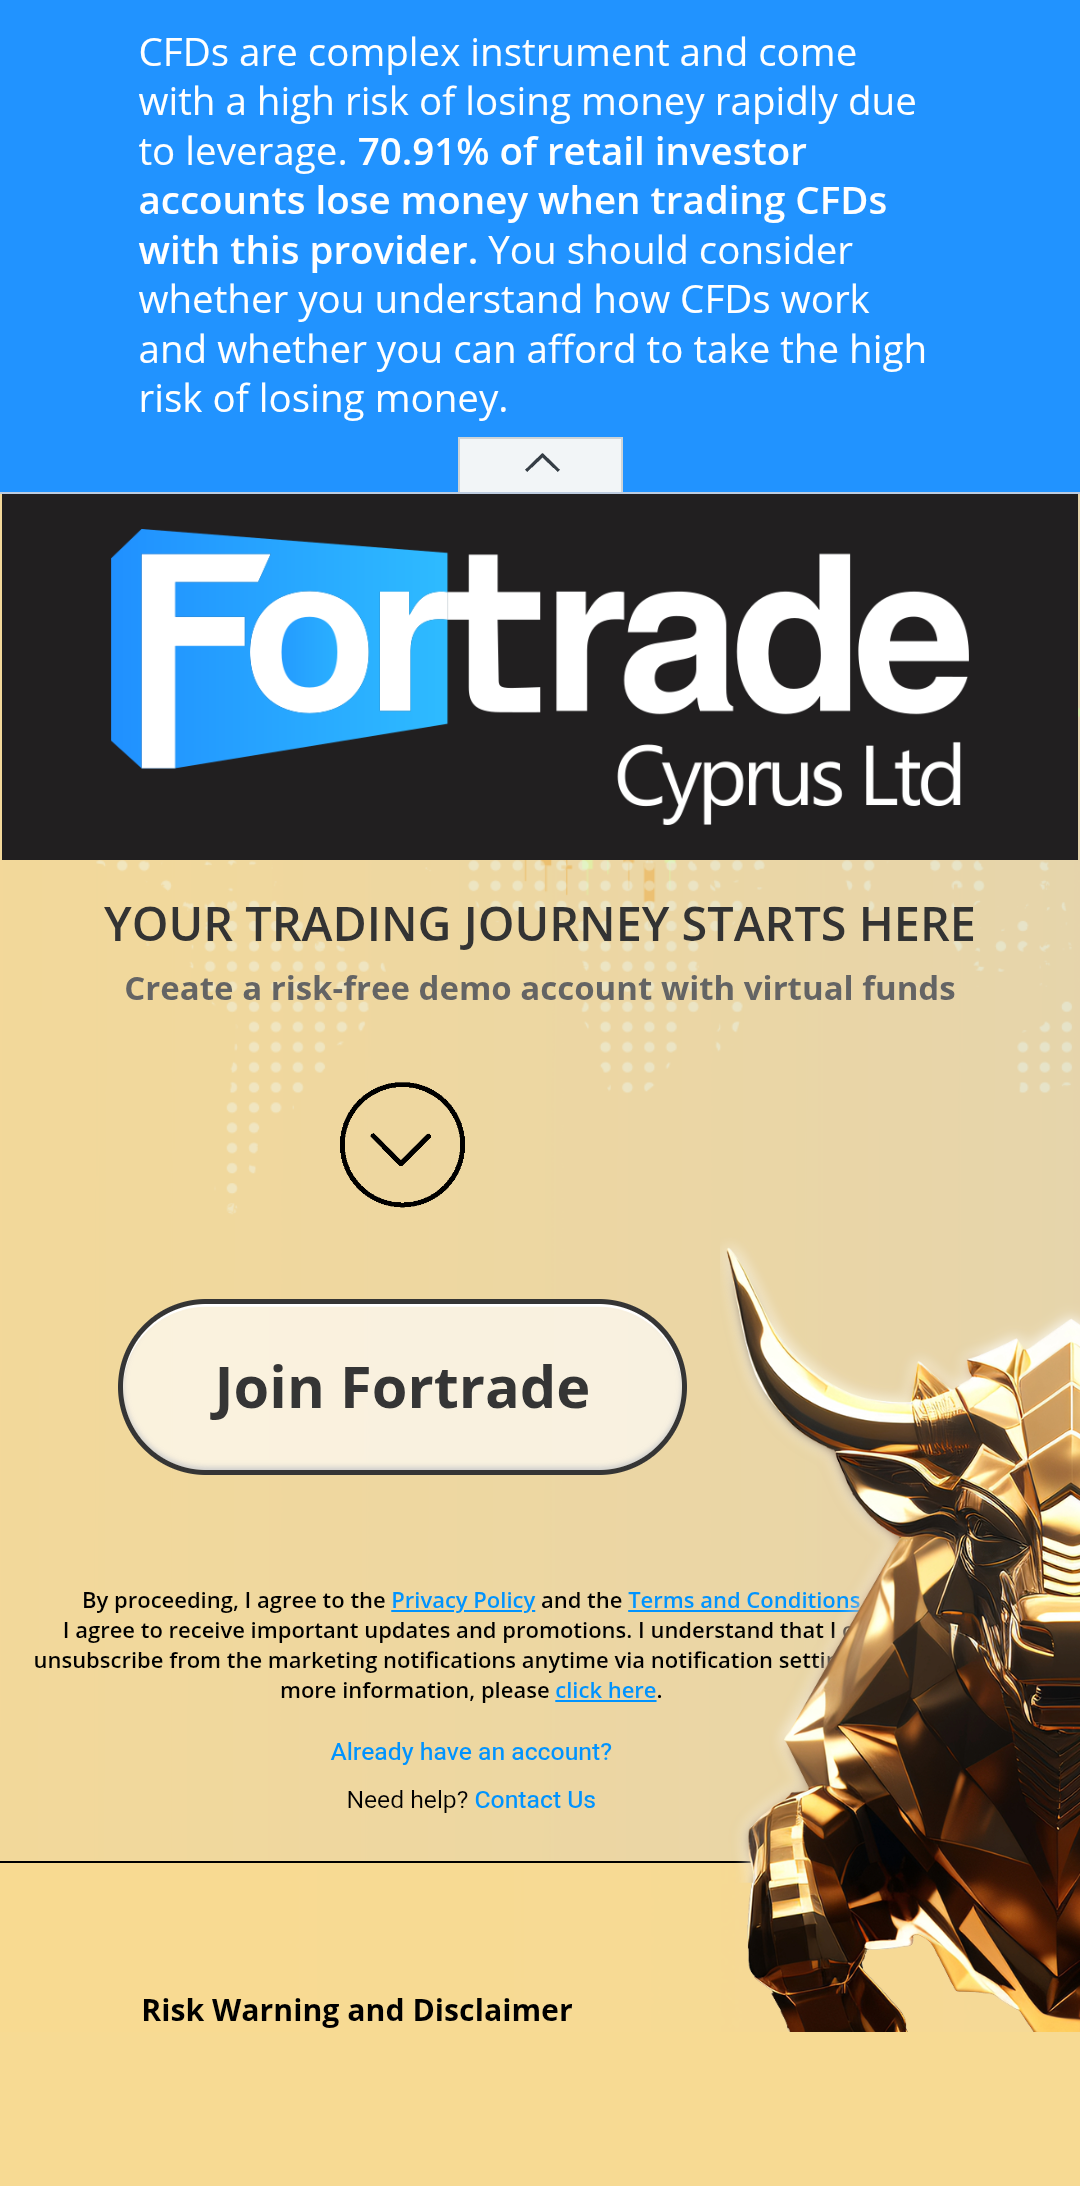 CFDs are complex instrument and come
with a high risk of losing money rapidly due
to leverage. 70.91% of retail investor
accounts lose money when trading CFDs
with this provider. You should consider
whether you understand how CFDs work
and whether you can afford to take the high
risk of losing money.
Fortrade
Cyprus Ltd
YOUR TRADING JOURNEY STARTS HERE
Create a risk-free demo account with virtual funds
Join Fortrade
By proceeding, I agree to the Privacy Policy and the Terms and Conditions
I agree to receive important updates and promotions. I understand that I
unsubscribe from the marketing notifications anytime via notification
more information, please click here.
Already have an account?
Need help? Contact Us
Risk Warning and Disclaimer